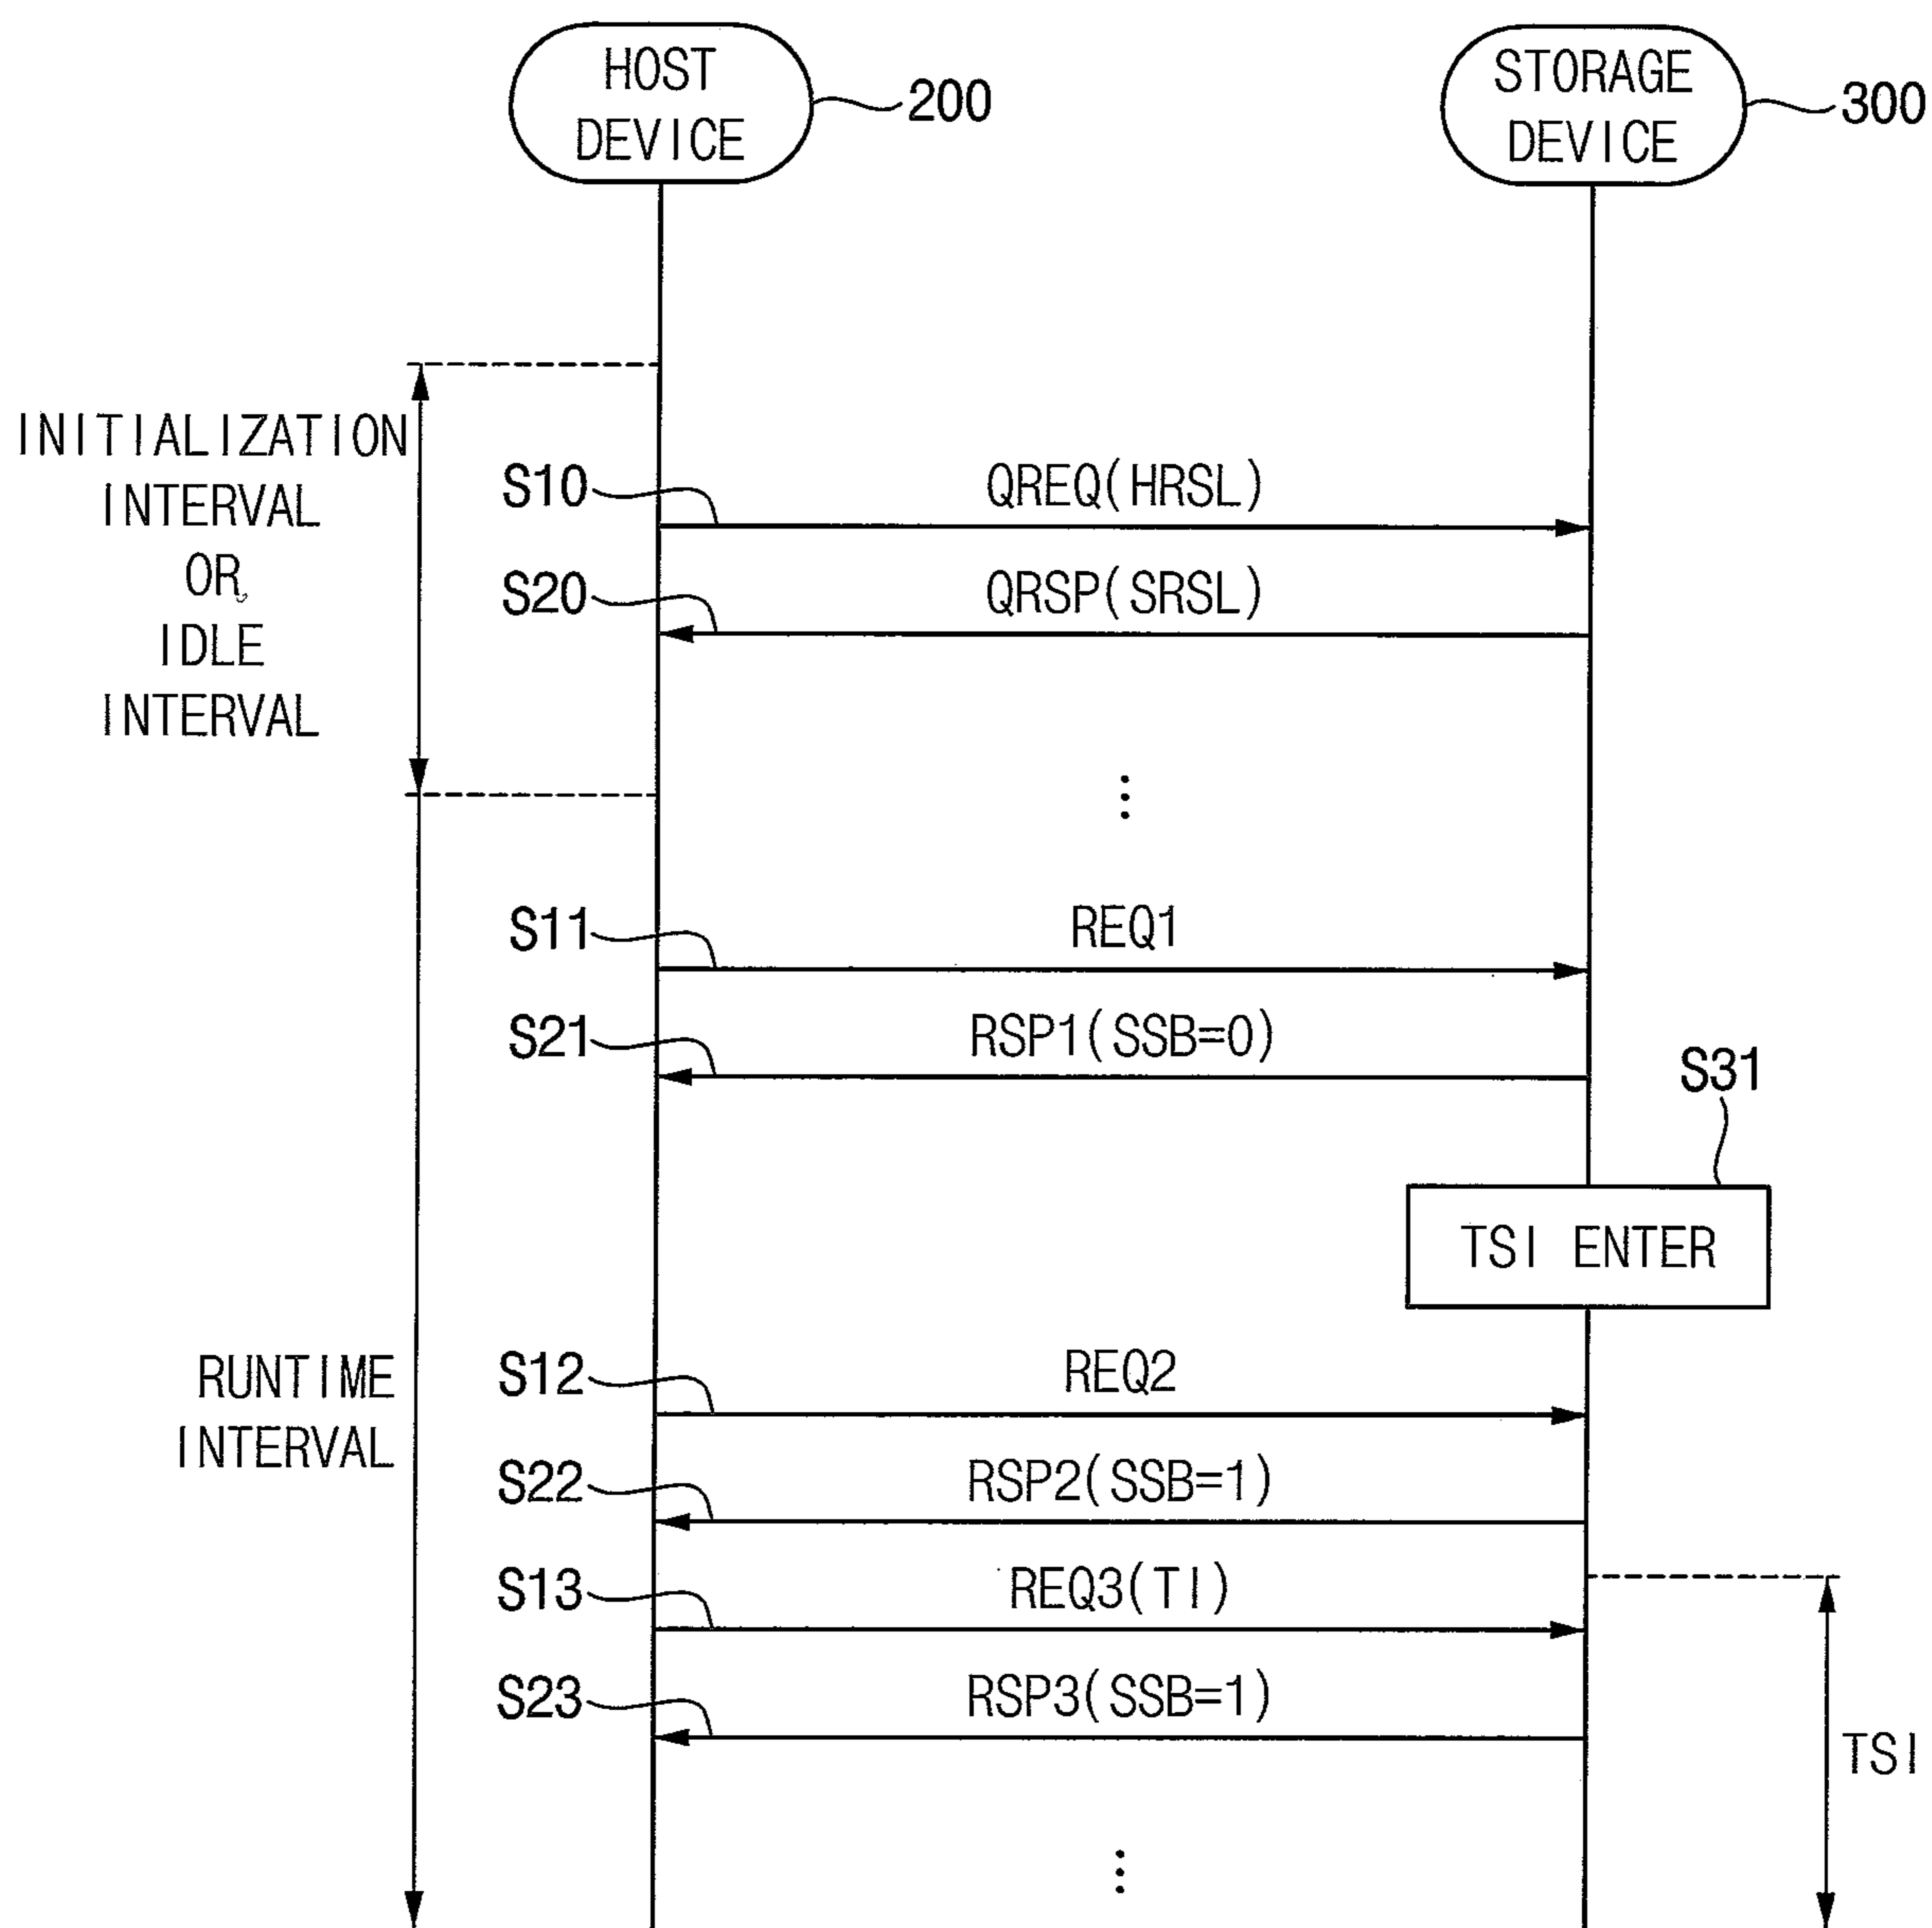 HOST
DEVICE
200
STORAGE
DEVICE
300
INITIALIZATION
INTERVAL
OR
IDLE
INTERVAL
S10
QREQ(HRSL)
S20
QRSP(SRSL)
S11
REQ1
S21
RSP1(SSB=0)
S31
TSI ENTER
RUNTIME
INTERVAL
S12
REQ2
S22
RSP2(SSB=1)
S13
REQ3(TI)
S23
RSP3(SSB=1)
TSI